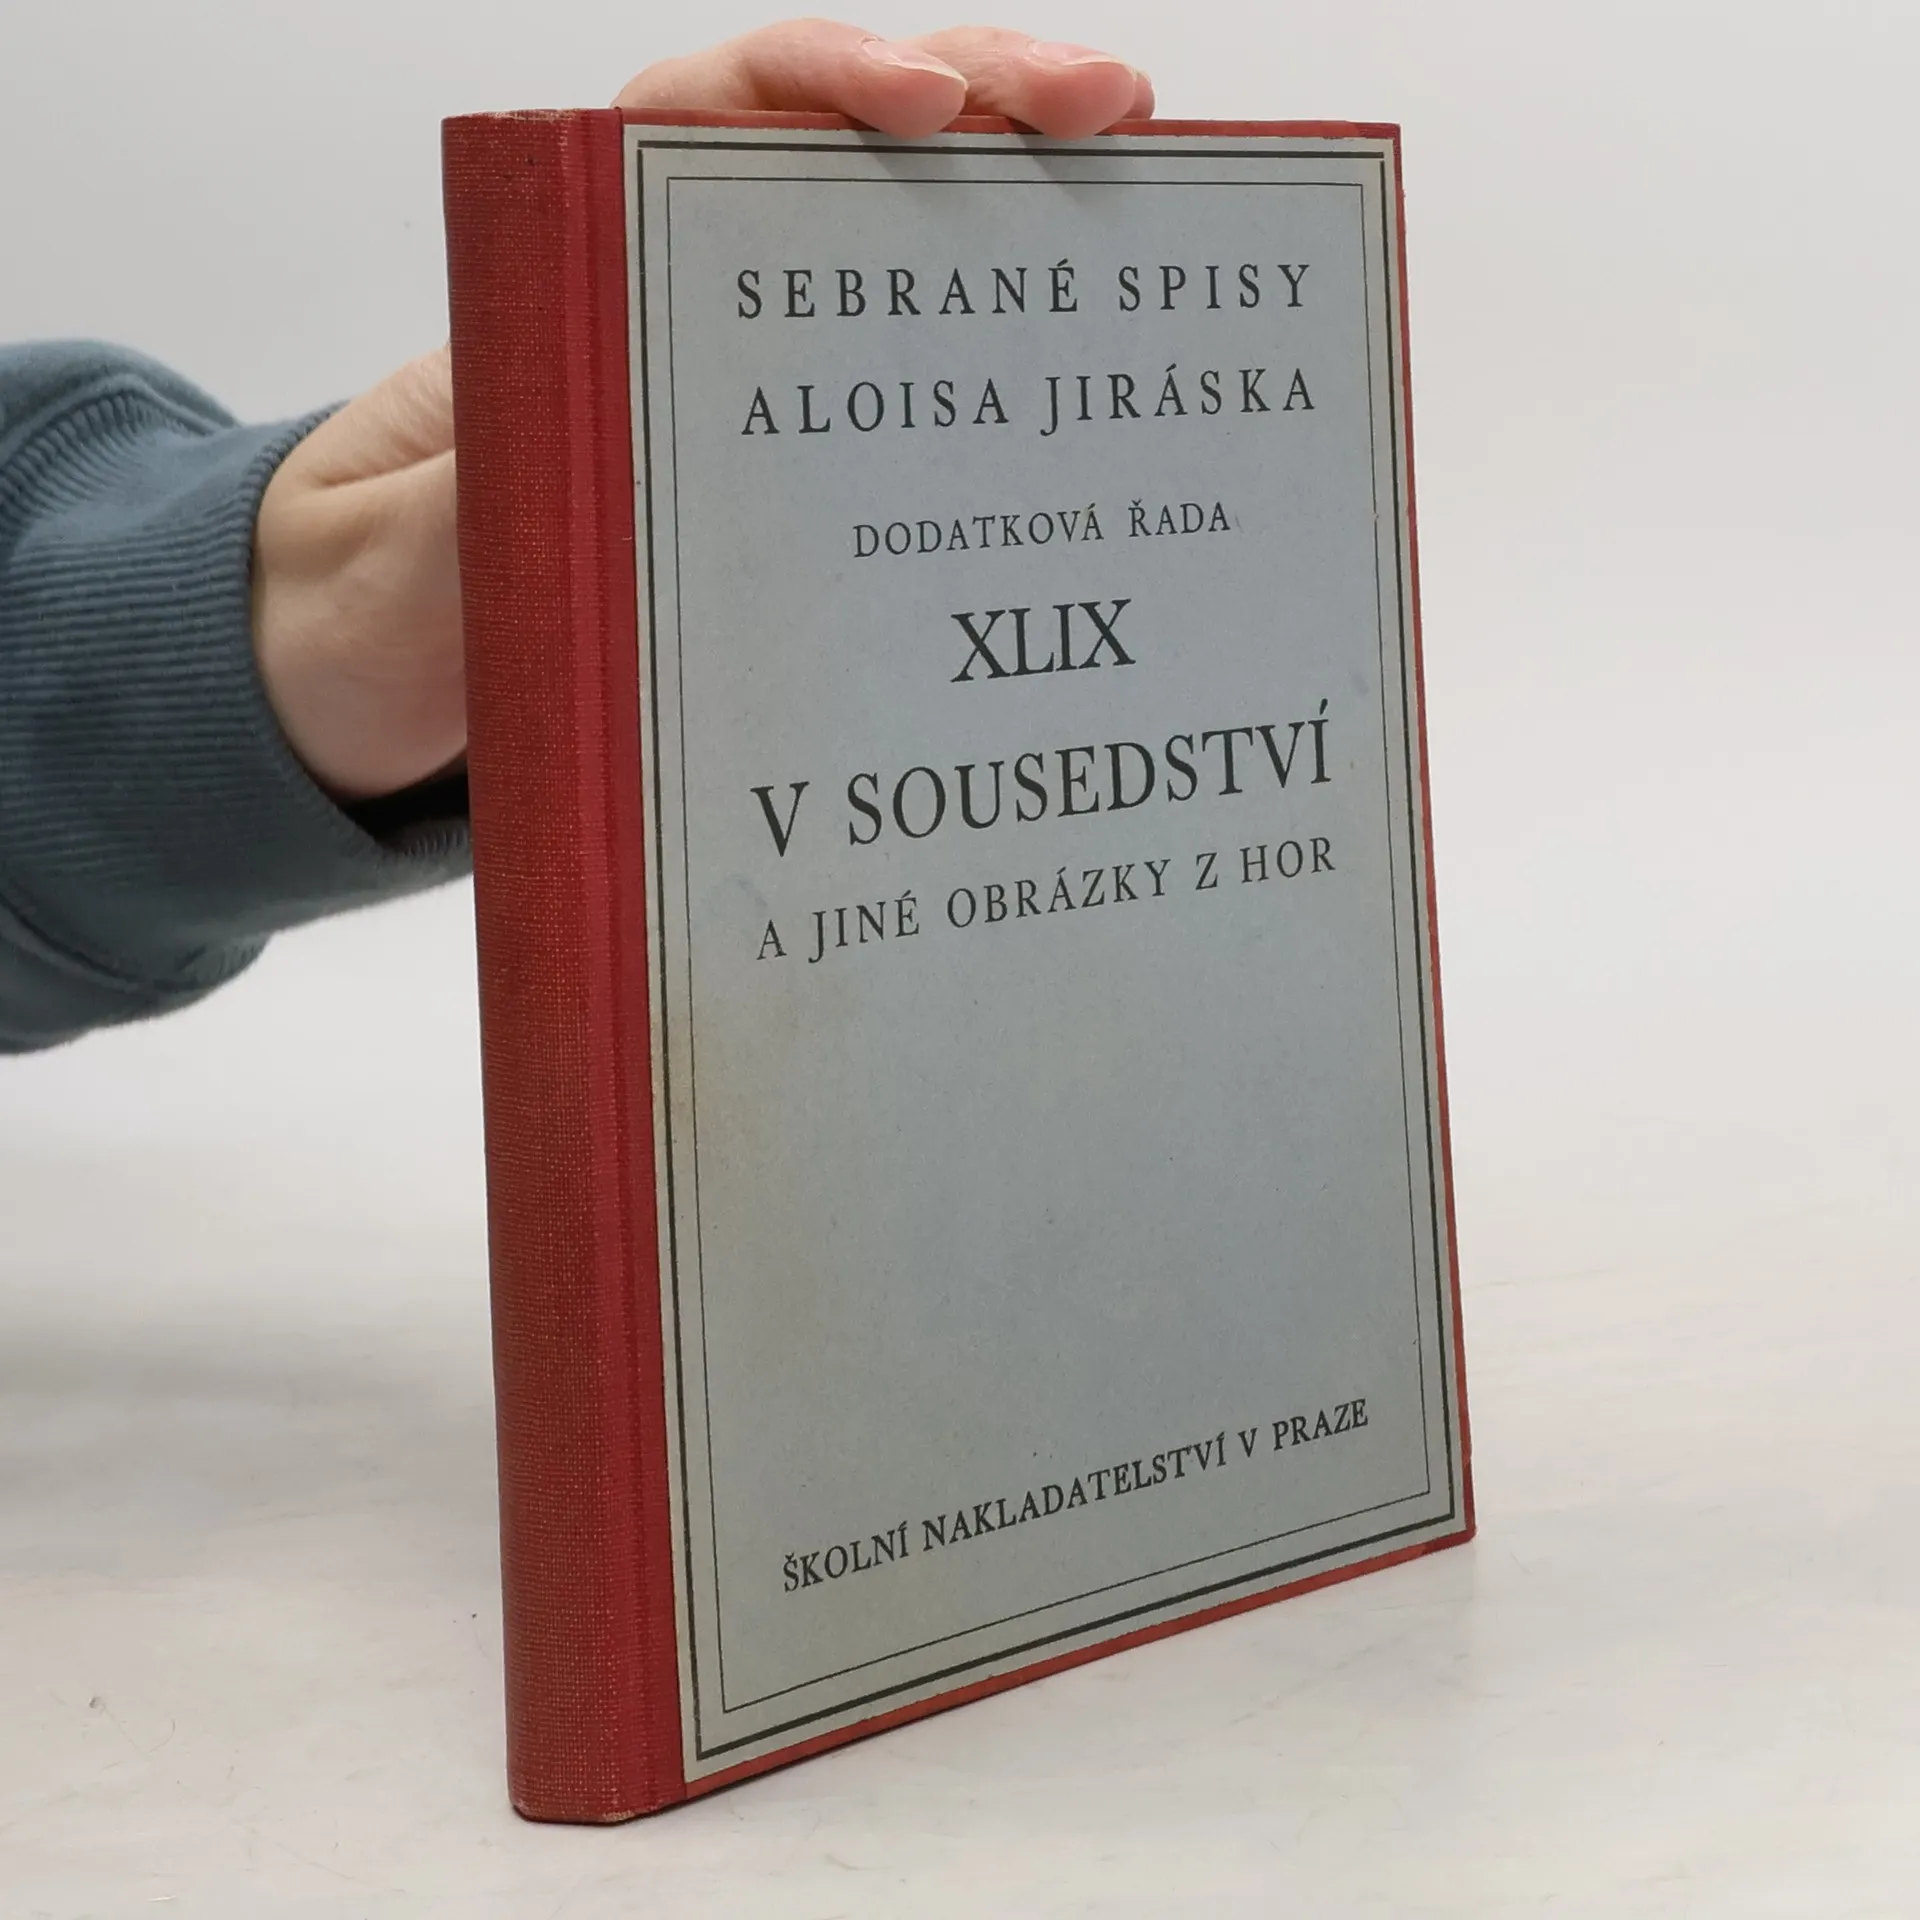 SEBRANÉ SPISY
ALOISA JIRÁSKA
DODATKOVÁ ŘADA
XLIX
V SOUSEDSTVÍ
A JINÉ OBRÁZKY Z HOR
ŠKOLNÍ NAKLADATELSTVÍ V PRAZE